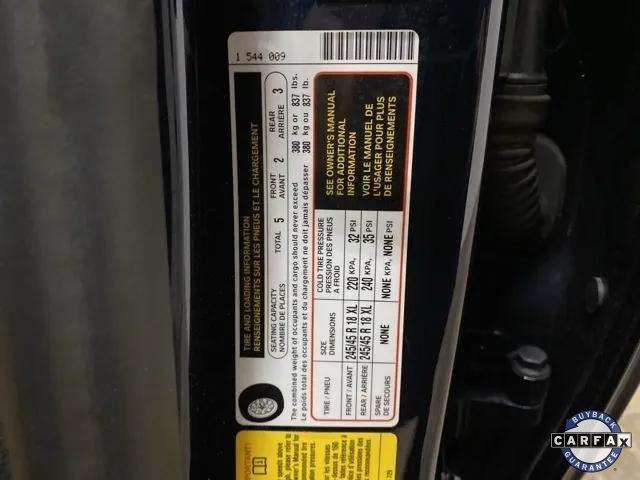 1 544 009
TIRE AND LOADING INFORMATION
RENSEIGNEMENTS SUR LES PNEUS ET LE CHARGEMENT
SEATING CAPACITY
NOMBRE DE PLACES
TOTAL 5
FRONT
AVANT
2
REAR
ARRIÈRE
3
The combined weight of occupants and cargo should never exceed 380 kg or 837 lbs.
Le poids total des occupants et du chargement ne doit jamais dépasser 380 kg ou 837 lb.
TIRE / PNEU
SIZE
DIMENSIONS
COLD TIRE PRESSURE
PRESSION DES PNEUS
A FROID
FRONT / AVANT 245/45 R 18 XL 220 KPA, 32 PSI
REAR / ARRIÈRE 245/45 R 18 XL 240 KPA, 35 PSI
SPARE
DE SECOURS
NONE NONE KPA, NONE PSI
SEE OWNER'S MANUAL
FOR ADDITIONAL
INFORMATION
VOIR LE MANUEL DE
L'USAGER POUR PLUS
DE RENSEIGNEMENTS
BUYBACK
CARFAX
GUARANTEE